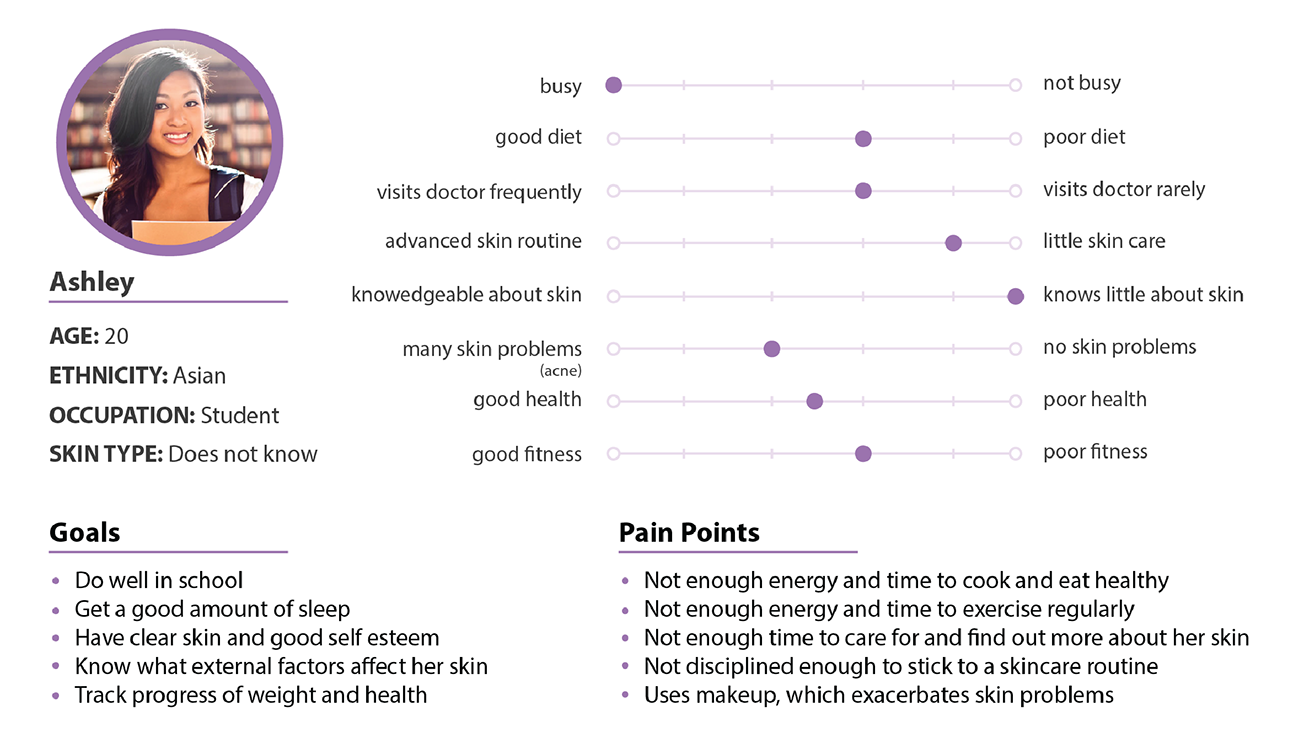 Ashley
AGE: 20
ETHNICITY: Asian
OCCUPATION: Student
SKIN TYPE: Does not know
busy not busy
good diet poor diet
visits doctor frequently visits doctor rarely
advanced skin routine little skin care
knowedgeable about skin knows little about skin
many skin problems no skin problems
(acne)
good health poor health
good fitness poor fitness
Goals
• Do well in school
• Get a good amount of sleep
• Have clear skin and good self esteem
• Know what external factors affect her skin
• Track progress of weight and health
Pain Points
• Not enough energy and time to cook and eat healthy
• Not enough energy and time to exercise regularly
• Not enough time to care for and find out more about her skin
• Not disciplined enough to stick to a skincare routine
• Uses makeup, which exacerbates skin problems